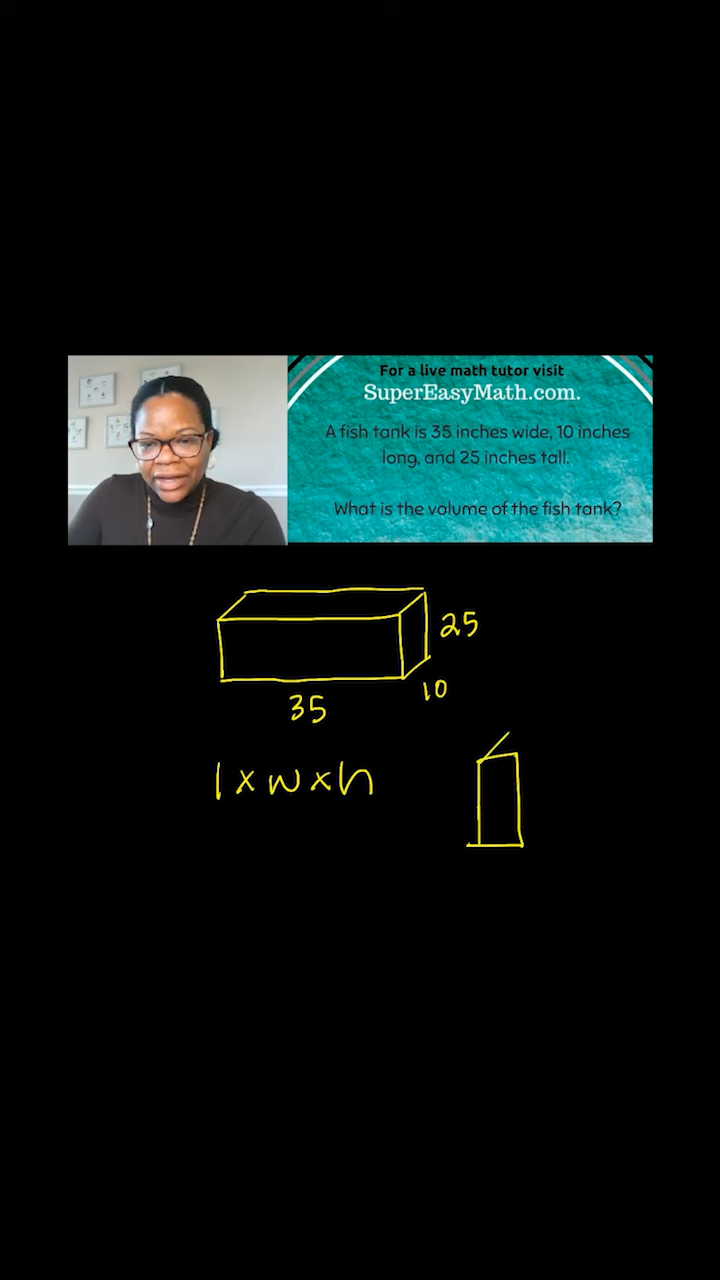 For a live math tutor visit
SuperEasyMath.com.
A fish tank is 35 inches wide, 10 inches
long, and 25 inches tall.
What is the volume of the fish tank?
25
10
35
l x w x h